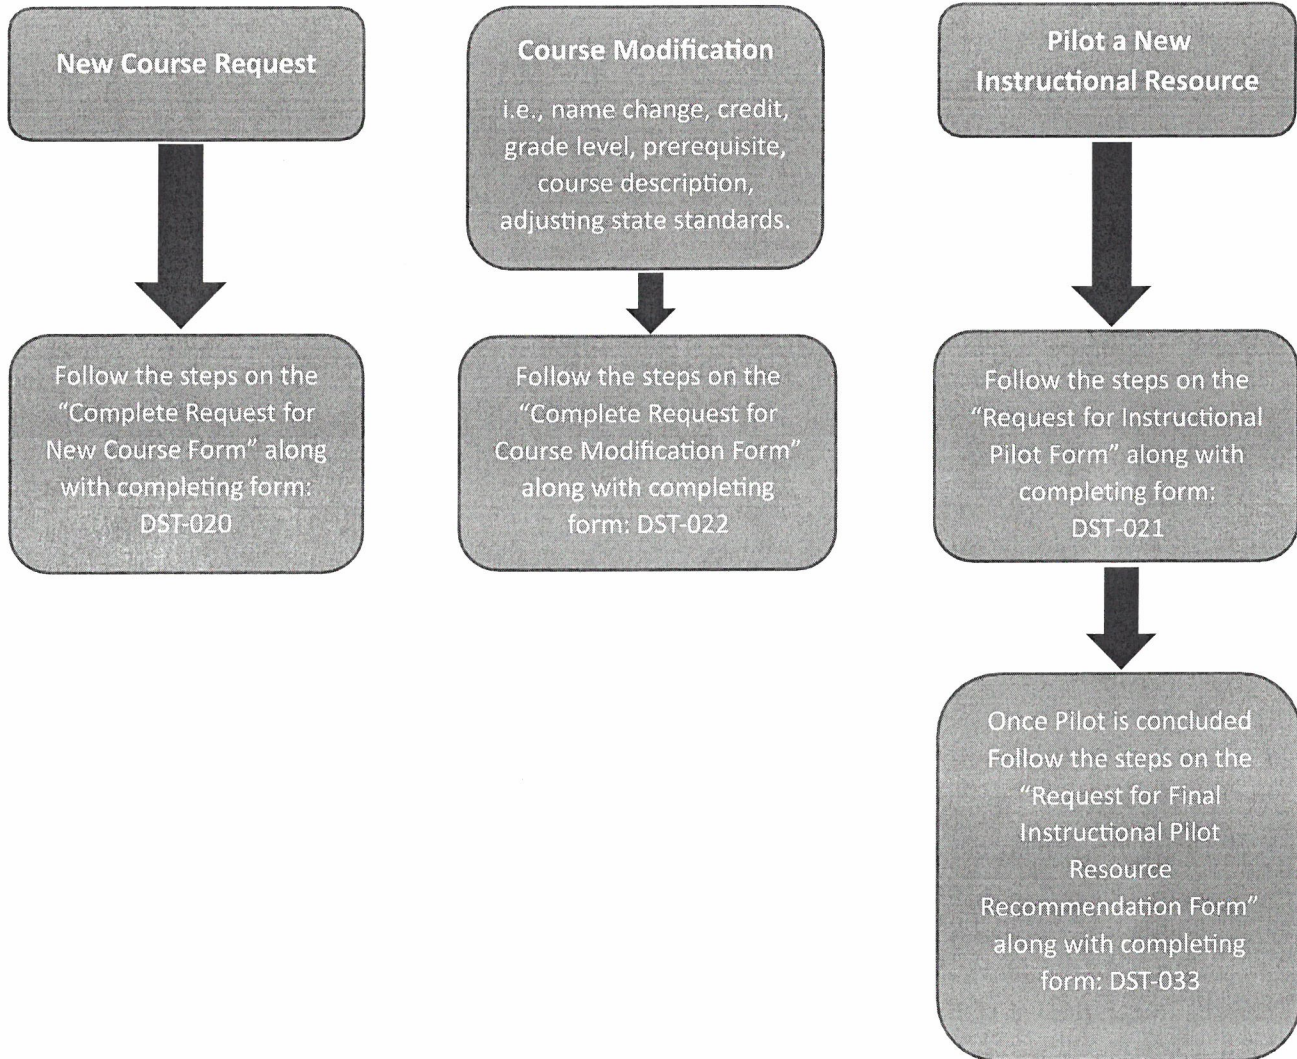 New Course Request
Follow the steps on the
“Complete Request for
New Course Form” along
with completing form:
DST-020
Course Modification
i.e., name change, credit,
grade level, prerequisite,
course description,
adjusting state standards.
Follow the steps on the
“Complete Request for
Course Modification Form”
along with completing
form: DST-022
Pilot a New
Instructional Resource
Follow the steps on the
“Request for Instructional
Pilot Form” along with
completing form:
DST-021
Once Pilot is concluded
Follow the steps on the
“Request for Final
Instructional Pilot
Resource
Recommendation Form”
along with completing
form: DST-033